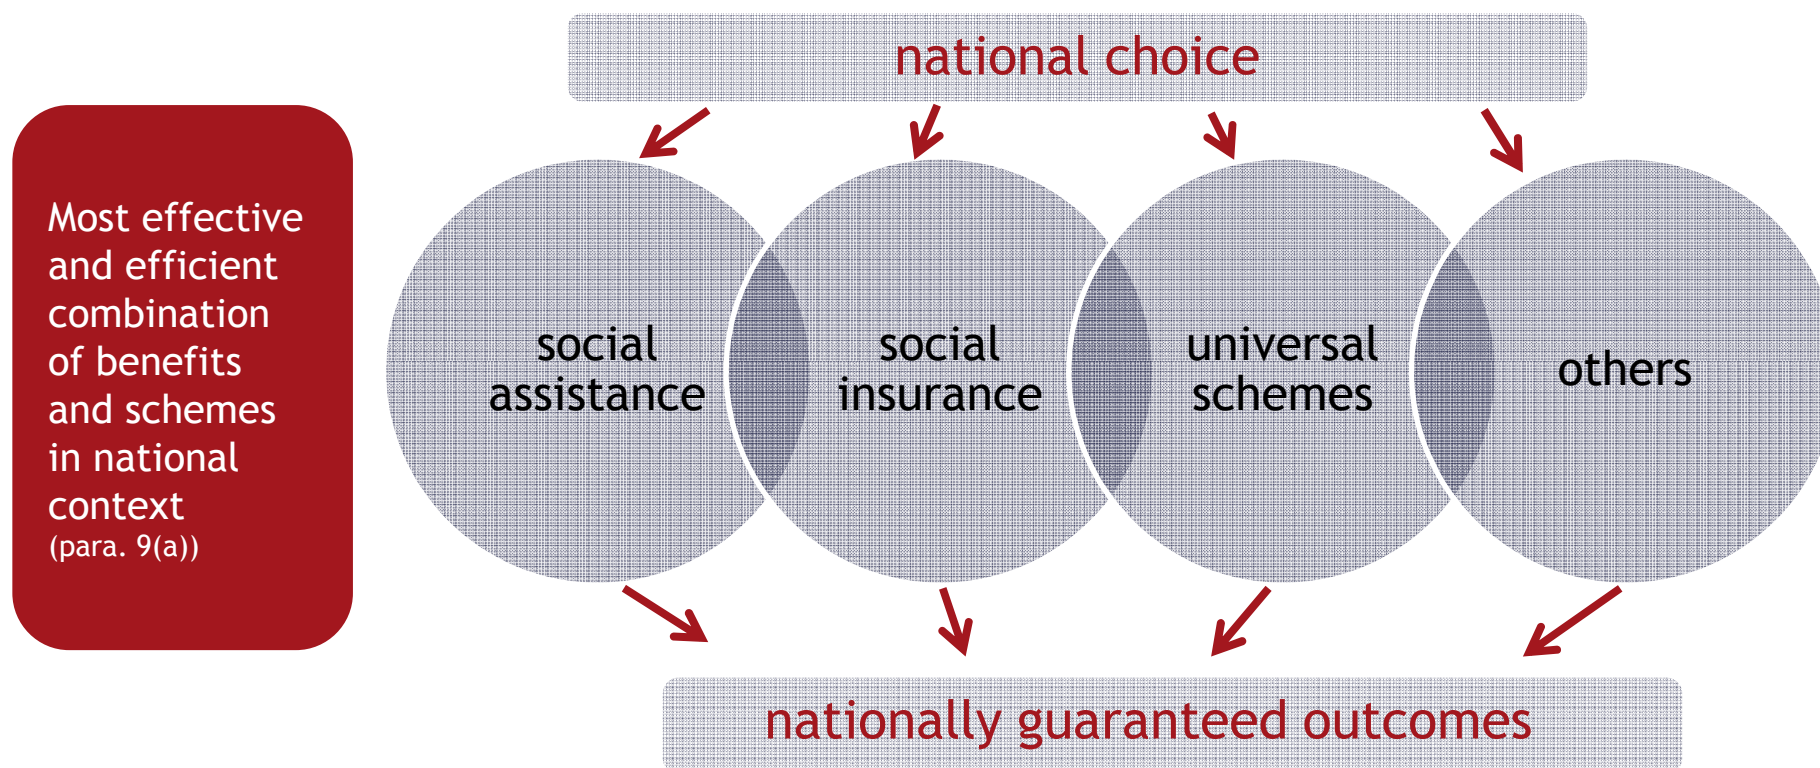 national choice
Most effective
and efficient
combination
of benefits
and schemes
in national
context
(para. 9(a))
social
assistance
social
insurance
universal
schemes
others
nationally guaranteed outcomes